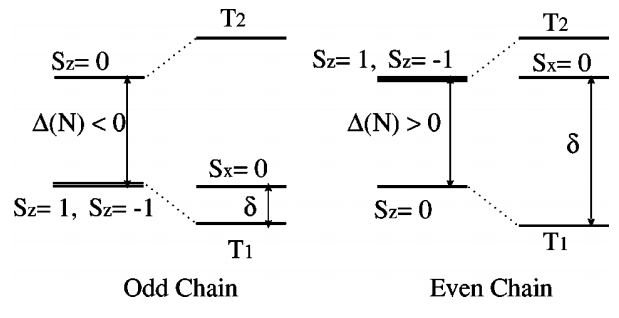 T2
Sz= 0
Δ(N) < 0
Sx= 0
δ
Sz= 1, Sz= -1
T1
Odd Chain
T2
Sz= 1, Sz= -1
Sx= 0
Δ(N) > 0
δ
Sz= 0
T1
Even Chain